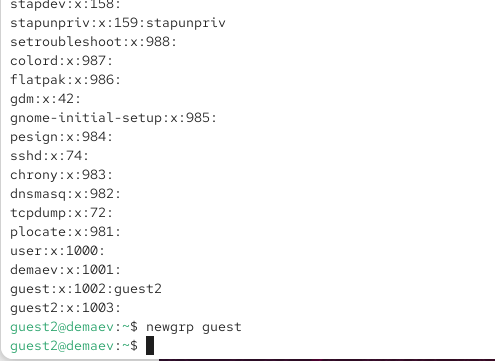 stapdev:x:158:
stapunpriv:x:159:stapunpriv
setroubleshoot:x:988:
colord:x:987:
flatpak:x:986:
gdm:x:42:
gnome-initial-setup:x:985:
pesign:x:984:
sshd:x:74:
chrony:x:983:
dnsmasq:x:982:
tcpdump:x:72:
plocate:x:981:
user:x:1000:
demaev:x:1001:
guest:x:1002:guest2
guest2:x:1003:
guest2@demaev:~$ newgrp guest
guest2@demaev:~$